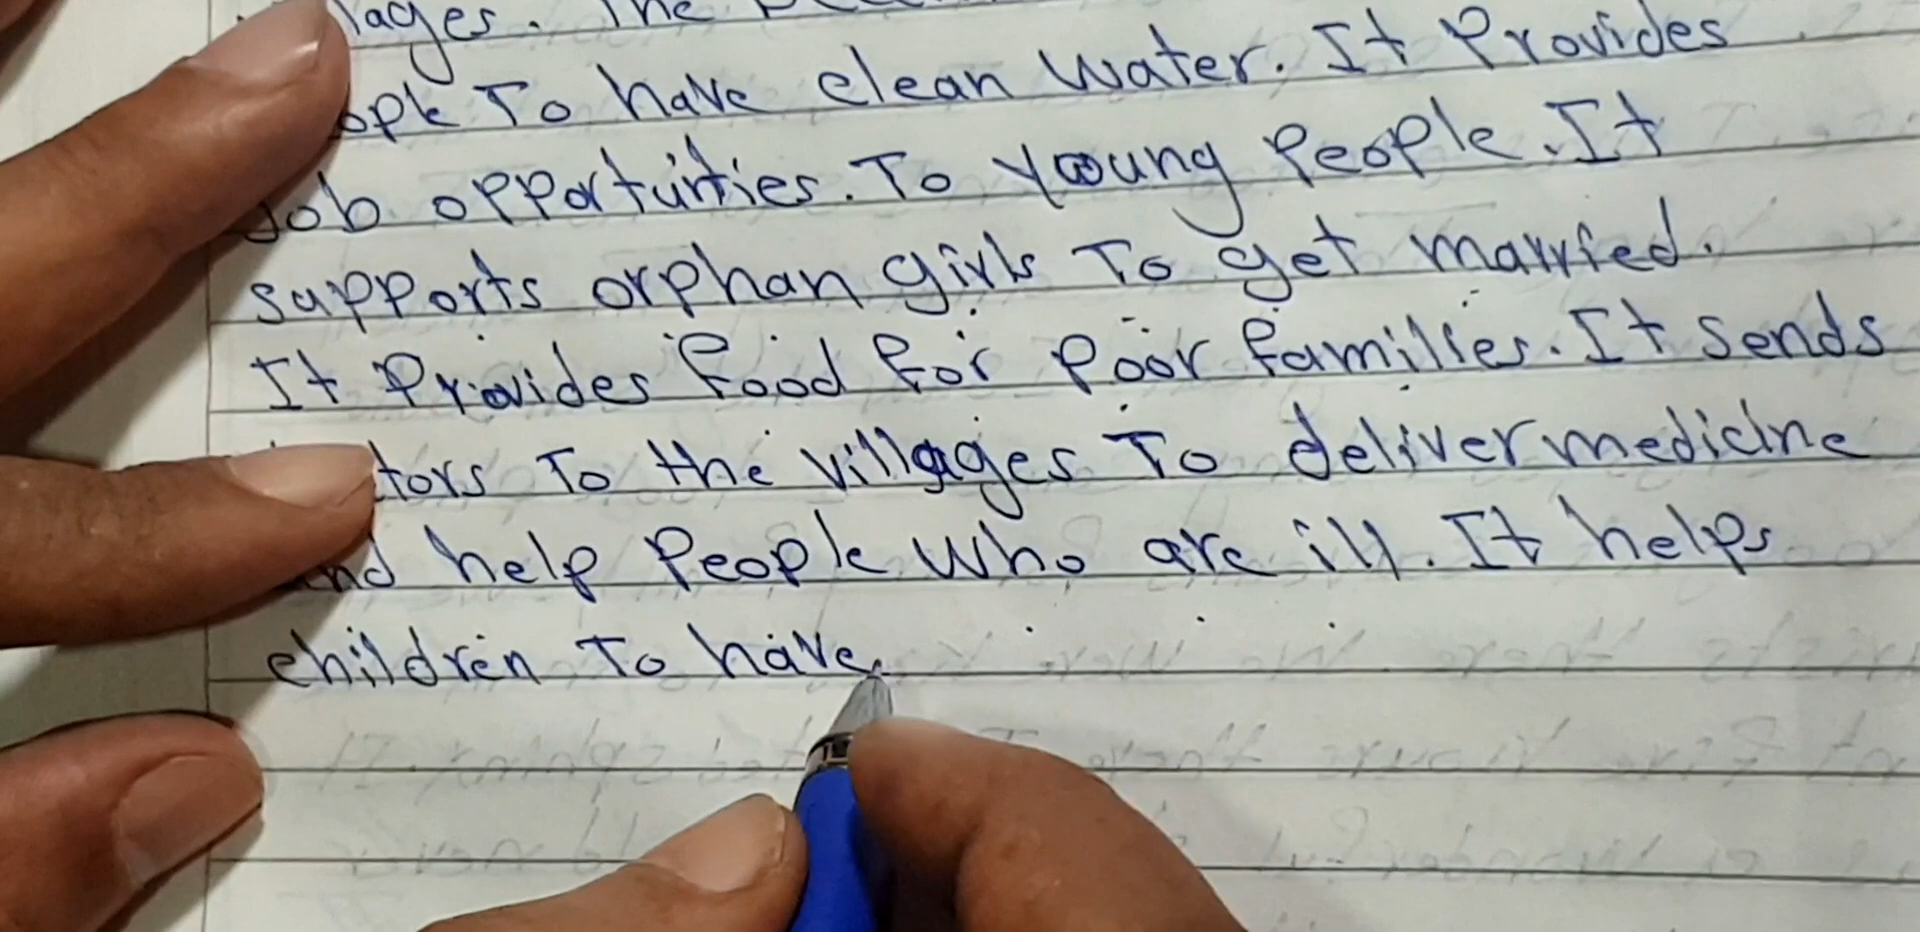 lages. The
ople To have clean water. It Provides
Job opportunities. To young People. It
supports orphan girls To get married.
It Provides food for Poor families. It sends
tors To the villages To deliver medicine
and help People who are ill. It helps
children To have